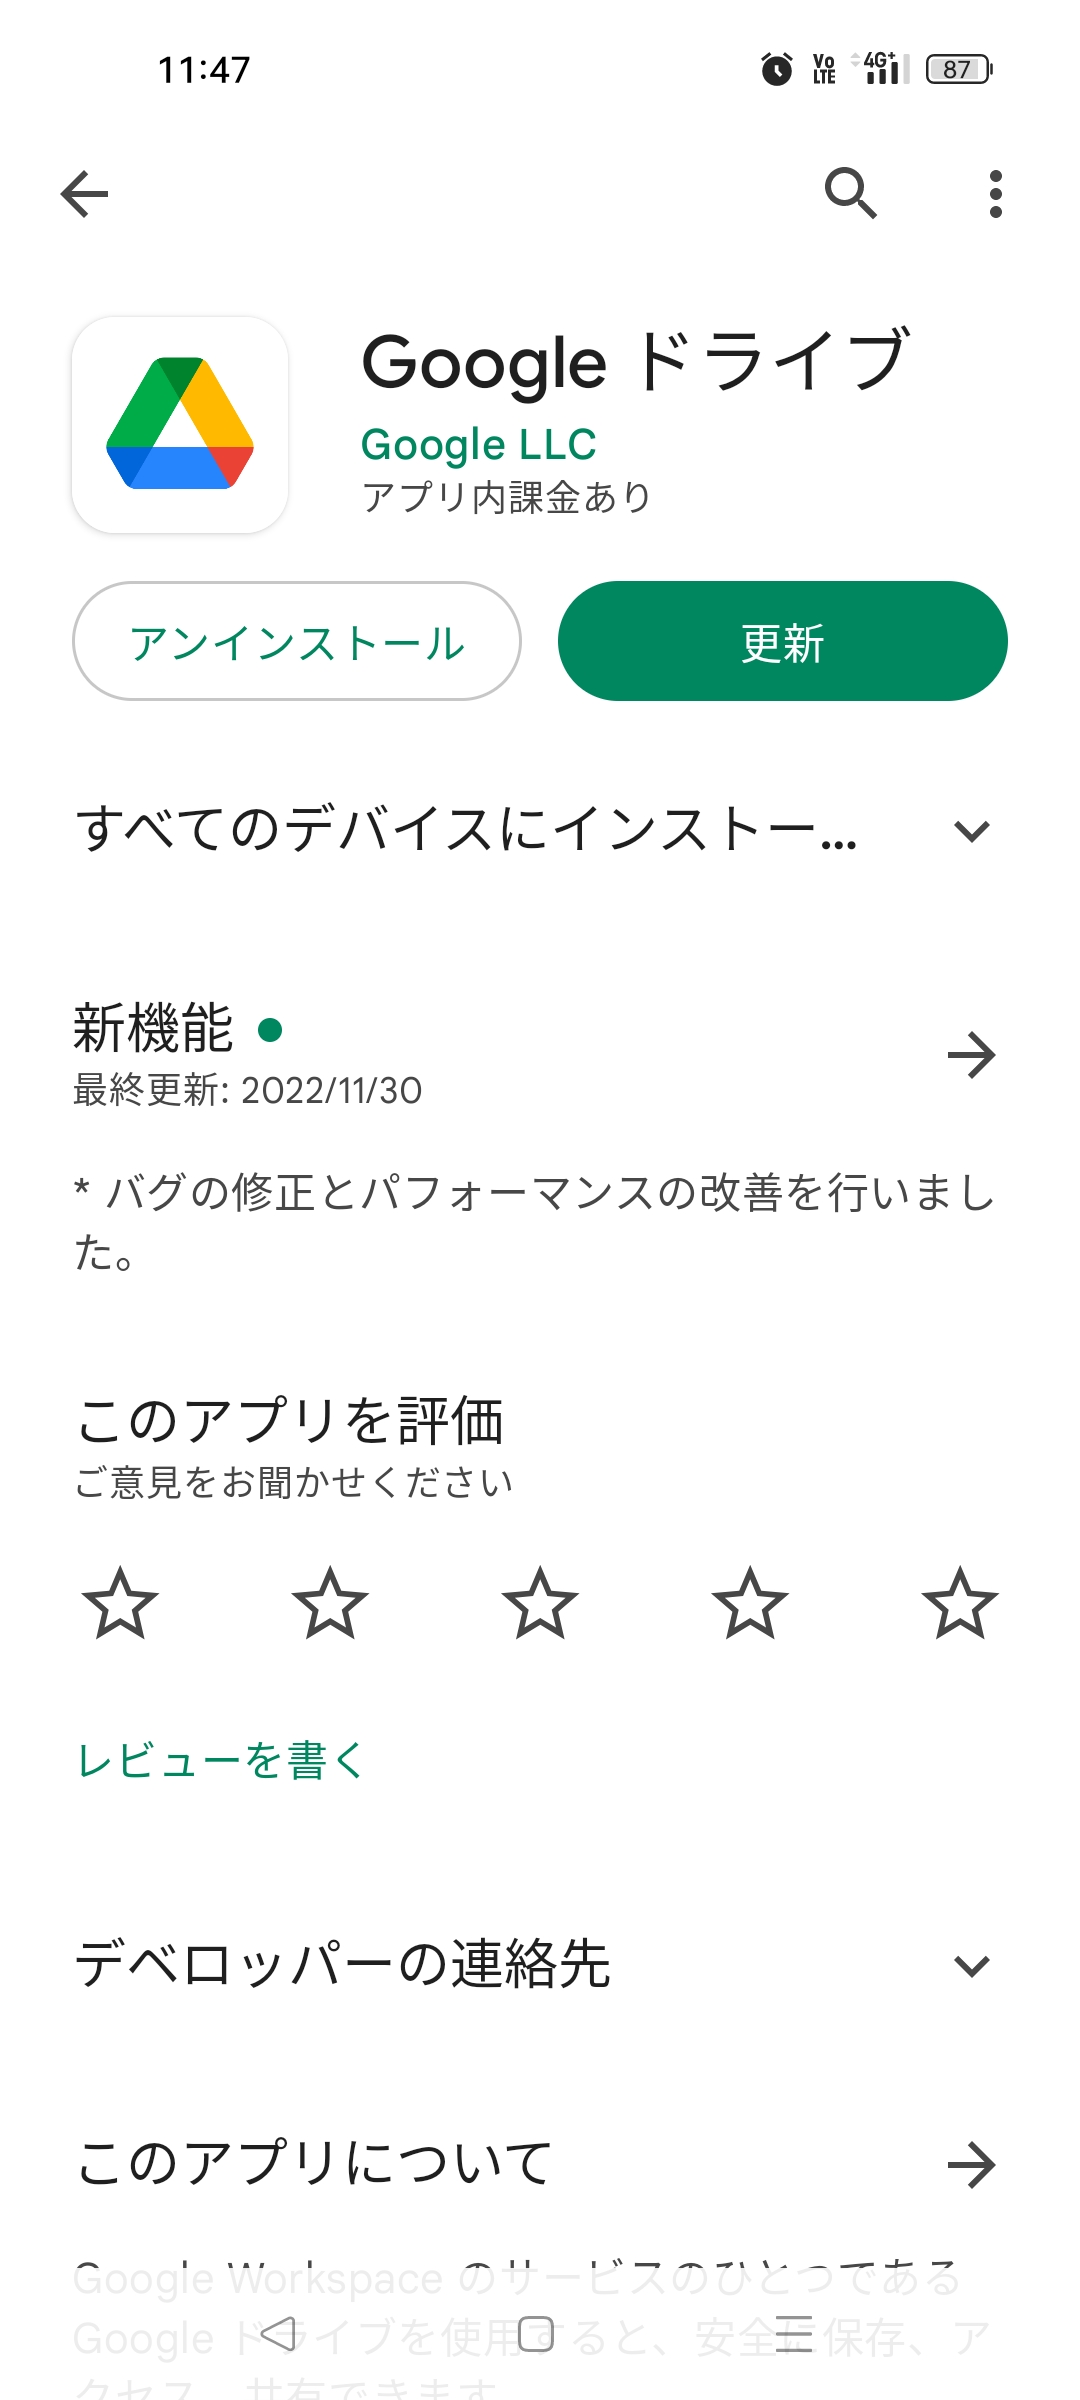 11:47
Vo LTE 4G+ 87
Google ドライブ
Google LLC
アプリ内課金あり
アンインストール
更新
すべてのデバイスにインストー...
新機能
最終更新: 2022/11/30
* バグの修正とパフォーマンスの改善を行いまし
た。
このアプリを評価
ご意見をお聞かせください
レビューを書く
デベロッパーの連絡先
このアプリについて
Google Workspace のサービスのひとつである
Google ドライブを使用すると、安全に保存、ア
クセス、共有できます